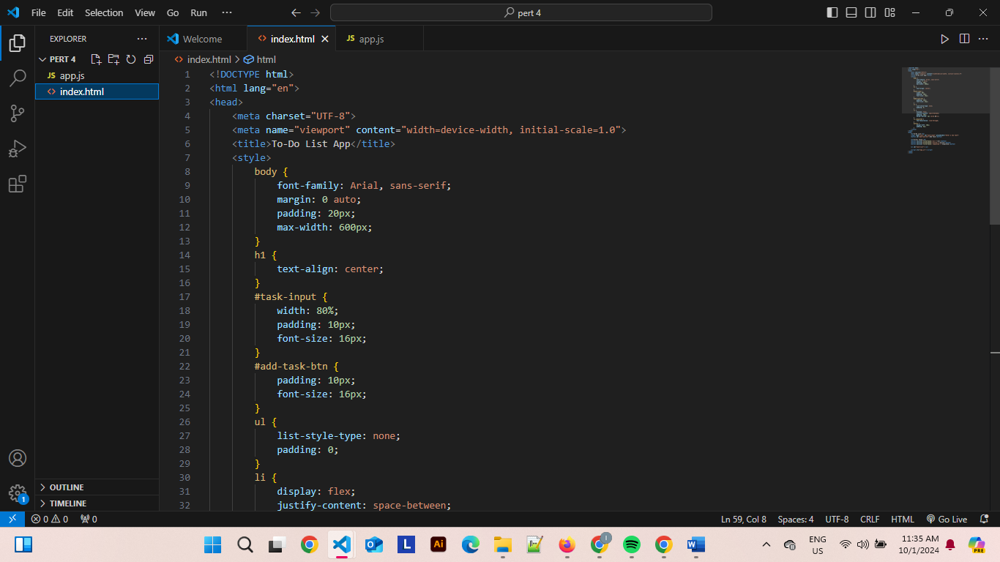 File Edit Selection View Go Run ···
pert 4
EXPLORER ···
PERT 4
JS app.js
<> index.html
OUTLINE
TIMELINE
Welcome
<> index.html
JS app.js
<> index.html > html
1 <!DOCTYPE html>
2 <html lang="en">
3 <head>
4 <meta charset="UTF-8">
5 <meta name="viewport" content="width=device-width, initial-scale=1.0">
6 <title>To-Do List App</title>
7 <style>
8 body {
9 font-family: Arial, sans-serif;
10 margin: 0 auto;
11 padding: 20px;
12 max-width: 600px;
13 }
14 h1 {
15 text-align: center;
16 }
17 #task-input {
18 width: 80%;
19 padding: 10px;
20 font-size: 16px;
21 }
22 #add-task-btn {
23 padding: 10px;
24 font-size: 16px;
25 }
26 ul {
27 list-style-type: none;
28 padding: 0;
29 }
30 li {
31 display: flex;
32 justify-content: space-between;
1
0 0 0
Ln 59, Col 8 Spaces: 4 UTF-8 CRLF HTML Go Live
L
Ai
W
PRE
ENG
US
11:35 AM
10/1/2024